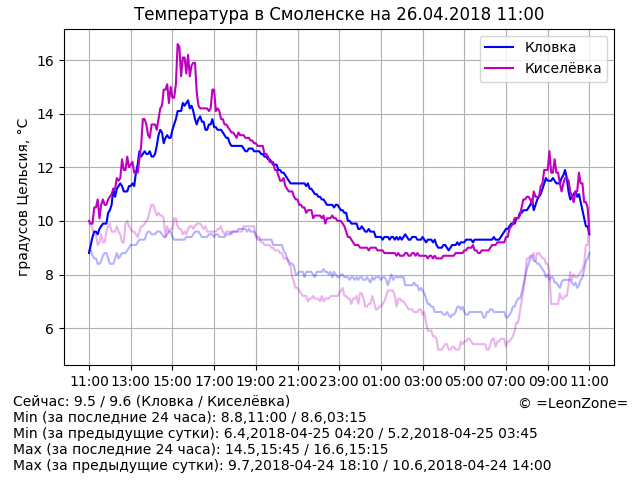 Температура в Смоленске на 26.04.2018 11:00
Кловка
Киселёвка
градусов Цельсия, °C
16
14
12
10
8
6
11:00 13:00 15:00 17:00 19:00 21:00 23:00 01:00 03:00 05:00 07:00 09:00 11:00
Сейчас: 9.5 / 9.6 (Кловка / Киселёвка)
© =LeonZone=
Min (за последние 24 часа): 8.8,11:00 / 8.6,03:15
Min (за предыдущие сутки): 6.4,2018-04-25 04:20 / 5.2,2018-04-25 03:45
Max (за последние 24 часа): 14.5,15:45 / 16.6,15:15
Max (за предыдущие сутки): 9.7,2018-04-24 18:10 / 10.6,2018-04-24 14:00